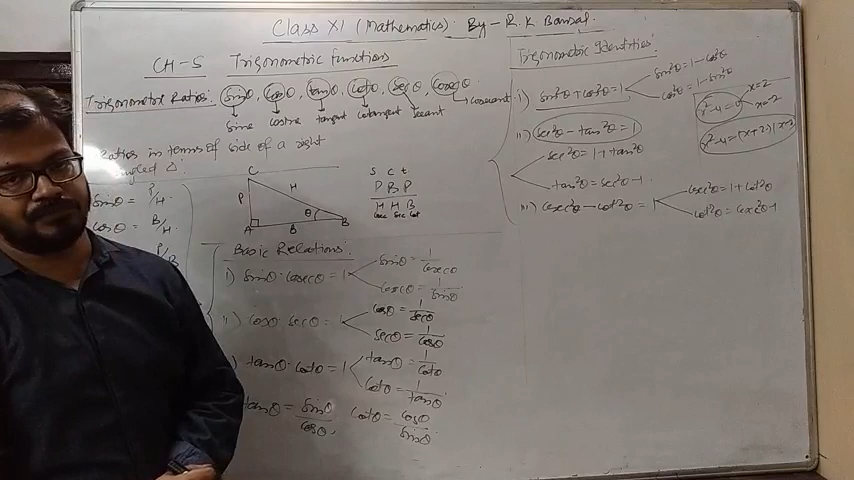 Class XI (Mathematics) By - R. K. Bansal.
CH-5 Trigonometric functions
Trigonometric Ratios: Sinθ, Cosθ, tanθ, Cotθ, Secθ, Cosecθ
Sine Cosine tangent cotangent Secant cosecant
Ratios in terms of side of a right
angled Δ:
Sinθ = P/H.
Cosθ = B/H.
P/B
C
P
H
θ
A
B
B
S C t
P B P
H H B
Cosec Sec Cot
Basic Relations:
i) Sinθ. Cosecθ = 1
Sinθ = 1/Cosecθ
Cosecθ = 1/Sinθ
ii) Cosθ. Secθ = 1
Cosθ = 1/Secθ
Secθ = 1/Cosθ
) tanθ. Cotθ = 1
tanθ = 1/Cotθ
Cotθ = 1/tanθ
tanθ = Sinθ/Cosθ, Cotθ = Cosθ/Sinθ
Trigonometric Identities:
i) Sin²θ + Cos²θ = 1
Sin²θ = 1 - Cos²θ
Cos²θ = 1 - Sin²θ
ii) Sec²θ - tan²θ = 1
Sec²θ = 1 + tan²θ
tan²θ = Sec²θ - 1
iii) Cosec²θ - Cot²θ = 1
Cosec²θ = 1 + Cot²θ
Cot²θ = Cosec²θ - 1
x² - 4 = 0
x = 2
x = -2
x² - 4 = (x + 2)(x - 2)